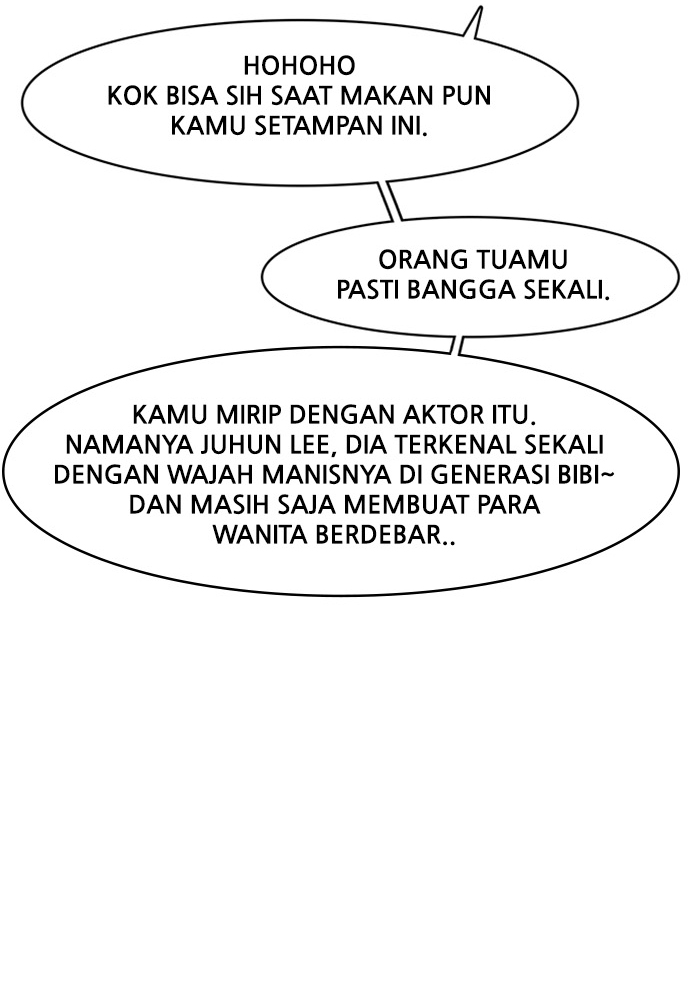 HOHOHO
KOK BISA SIH SAAT MAKAN PUN
KAMU SETAMPAN INI.
ORANG TUAMU
PASTI BANGGA SEKALI.
KAMU MIRIP DENGAN AKTOR ITU.
NAMANYA JUHUN LEE, DIA TERKENAL SEKALI
DENGAN WAJAH MANISNYA DI GENERASI BIBI~
DAN MASIH SAJA MEMBUAT PARA
WANITA BERDEBAR..